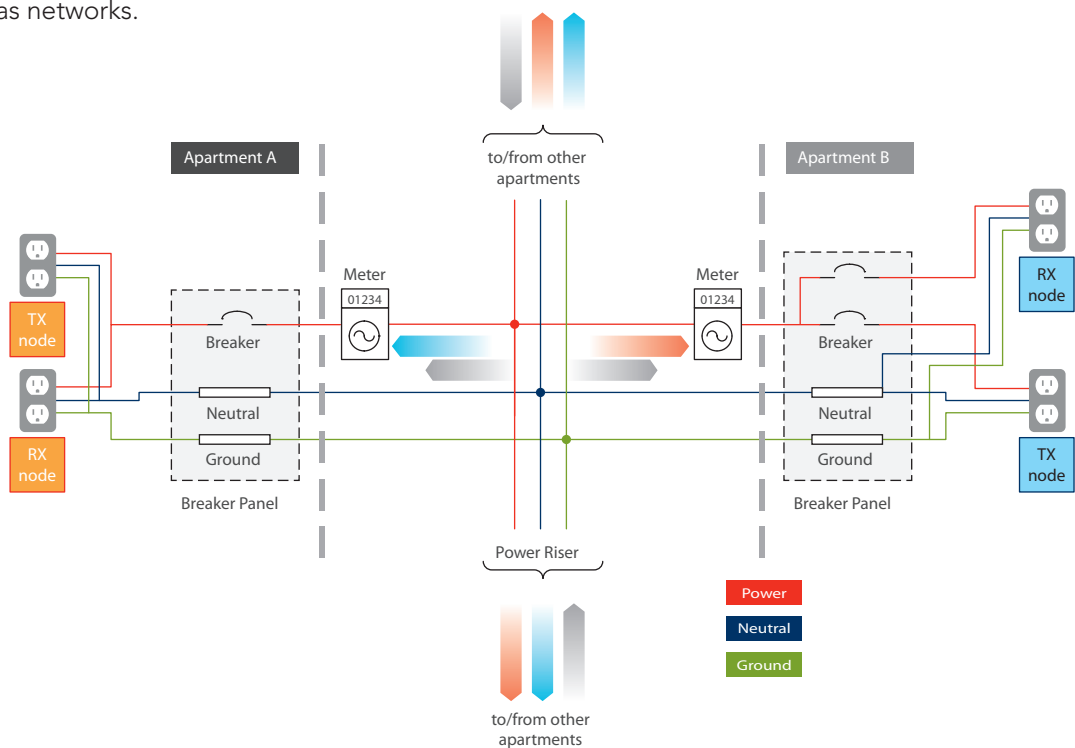 as networks.
Apartment A
to/from other
apartments
Apartment B
Meter
01234
Meter
01234
TX
node
RX
node
Breaker
Breaker
Neutral
Neutral
RX
node
Ground
Ground
TX
node
Breaker Panel
Breaker Panel
Power Riser
Power
Neutral
Ground
to/from other
apartments